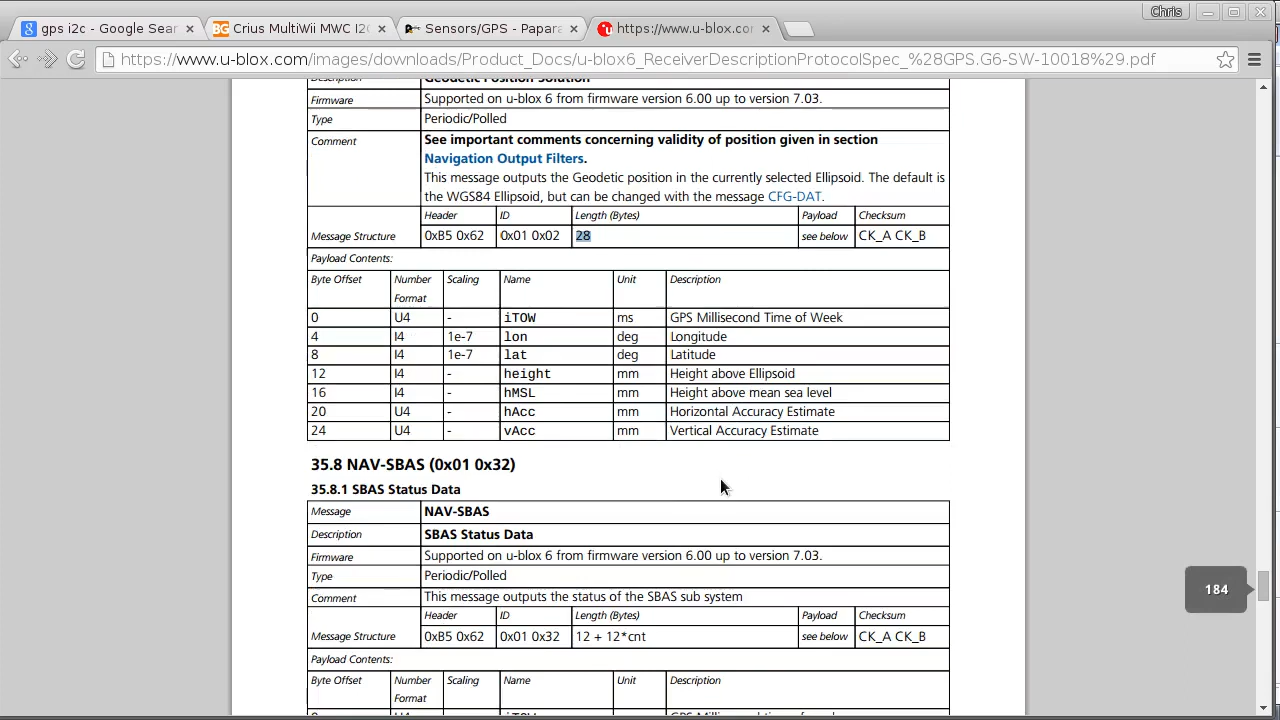 Chris
gps i2c - Google Sear
Crius MultiWii MWC I2C
Sensors/GPS - Papara
https://www.u-blox.cor
https://www.u-blox.com/images/downloads/Product_Docs/u-blox6_ReceiverDescriptionProtocolSpec_%28GPS.G6-SW-10018%29.pdf
Description Geodetic Position Solution
Firmware Supported on u-blox 6 from firmware version 6.00 up to version 7.03.
Type Periodic/Polled
Comment See important comments concerning validity of position given in section
Navigation Output Filters.
This message outputs the Geodetic position in the currently selected Ellipsoid. The default is
the WGS84 Ellipsoid, but can be changed with the message CFG-DAT.
Header ID Length (Bytes) Payload Checksum
Message Structure 0xB5 0x62 0x01 0x02 28 see below CK_A CK_B
Payload Contents:
Byte Offset Number Scaling Name Unit Description
Format
0 U4 - iTOW ms GPS Millisecond Time of Week
4 I4 1e-7 lon deg Longitude
8 I4 1e-7 lat deg Latitude
12 I4 - height mm Height above Ellipsoid
16 I4 - hMSL mm Height above mean sea level
20 U4 - hAcc mm Horizontal Accuracy Estimate
24 U4 - vAcc mm Vertical Accuracy Estimate
35.8 NAV-SBAS (0x01 0x32)
35.8.1 SBAS Status Data
Message NAV-SBAS
Description SBAS Status Data
Firmware Supported on u-blox 6 from firmware version 6.00 up to version 7.03.
Type Periodic/Polled
Comment This message outputs the status of the SBAS sub system
Header ID Length (Bytes) Payload Checksum
Message Structure 0xB5 0x62 0x01 0x32 12 + 12*cnt see below CK_A CK_B
Payload Contents:
Byte Offset Number Scaling Name Unit Description
Format
184